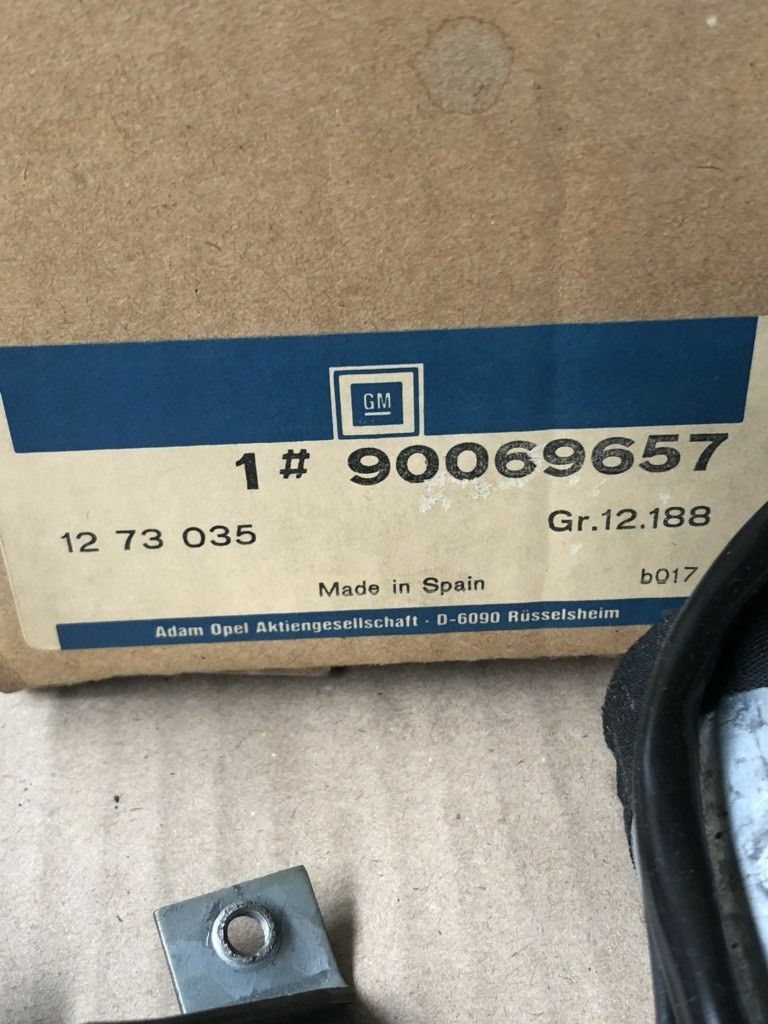 GM
1# 90069657
12 73 035 Gr.12.188
Made in Spain b017
Adam Opel Aktiengesellschaft · D-6090 Rüsselsheim